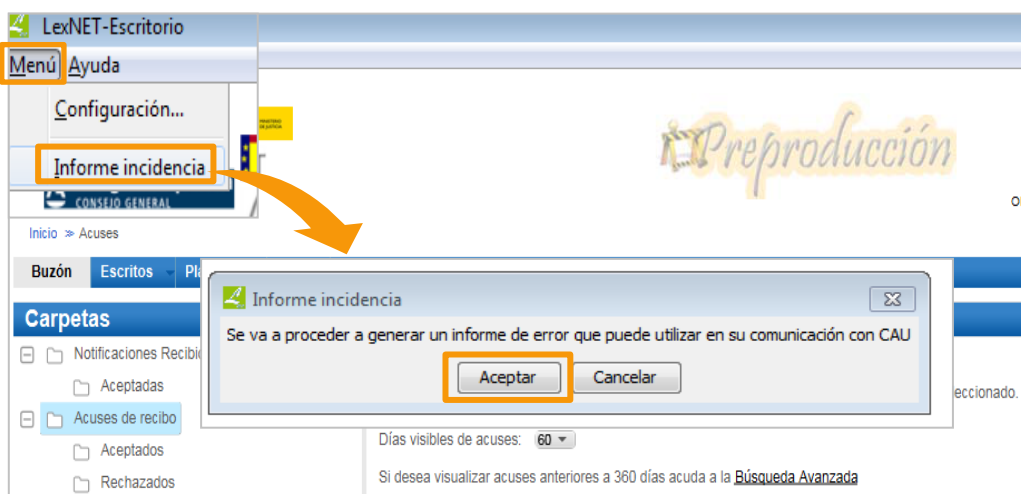 LexNET-Escritorio
Menú Ayuda
Configuración...
Informe incidencia
MINISTERIO
DE JUSTICIA
CONSEJO GENERAL
Preproducción
Inicio ≫ Acuses
Buzón Escritos
Carpetas
Notificaciones
Aceptadas
Acuses de recibo
Aceptados
Rechazados
Informe incidencia
Se va a proceder a generar un informe de error que puede utilizar en su comunicación con CAU
Aceptar Cancelar
eccionado.
Días visibles de acuses: 60
Si desea visualizar acuses anteriores a 360 días acuda a la Búsqueda Avanzada